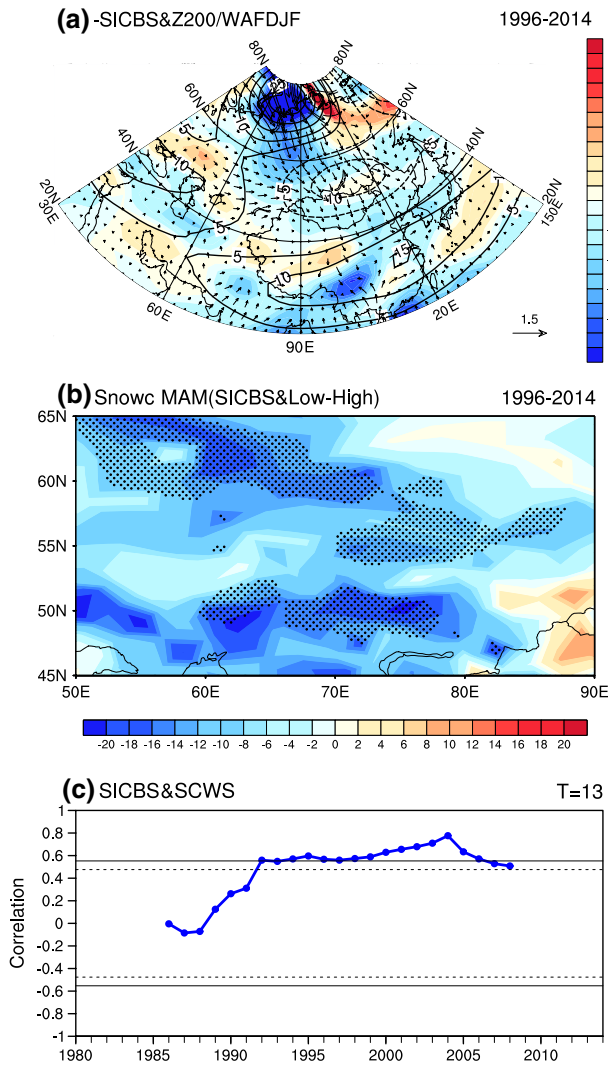 (a) -SICBS&Z200/WAFDJF 1996-2014
80N 80N
60N 60N
40N 40N
20N 20N
30E 150E
60E 20E
90E
1.5
5 10 5 5 10
-5 -10
(b) Snowc MAM(SICBS&Low-High) 1996-2014
65N
60N
55N
50N
45N
50E 60E 70E 80E 90E
-20 -18 -16 -14 -12 -10 -8 -6 -4 -2 0 2 4 6 8 10 12 14 16 18 20
(c) SICBS&SCWS T=13
1
0.8
0.6
0.4
0.2
0
-0.2
-0.4
-0.6
-0.8
-1
Correlation
1980 1985 1990 1995 2000 2005 2010